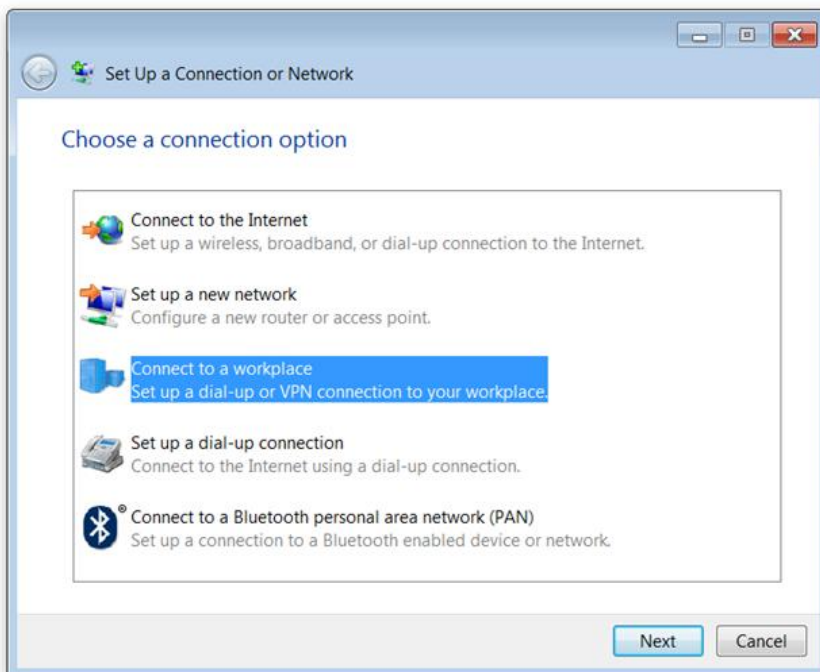 Set Up a Connection or Network
Choose a connection option
Connect to the Internet
Set up a wireless, broadband, or dial-up connection to the Internet.
Set up a new network
Configure a new router or access point.
Connect to a workplace
Set up a dial-up or VPN connection to your workplace.
Set up a dial-up connection
Connect to the Internet using a dial-up connection.
® Connect to a Bluetooth personal area network (PAN)
Set up a connection to a Bluetooth enabled device or network.
Next Cancel